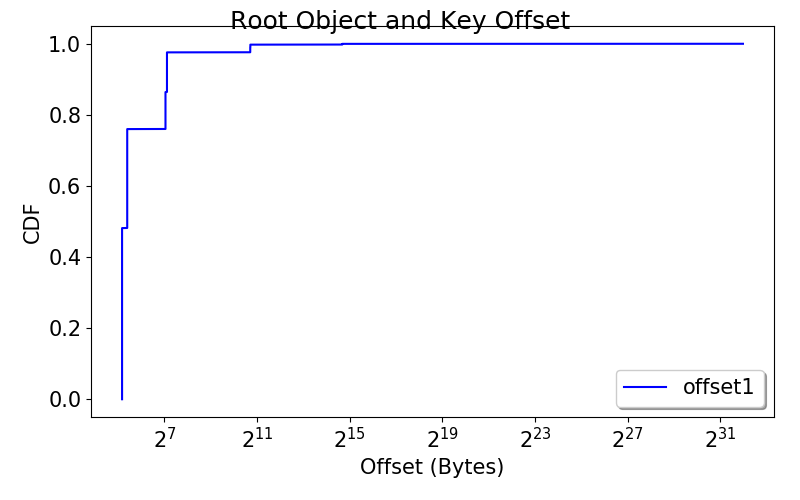 Root Object and Key Offset
CDF
1.0
0.8
0.6
0.4
0.2
0.0
offset1
2^7 2^11 2^15 2^19 2^23 2^27 2^31
Offset (Bytes)